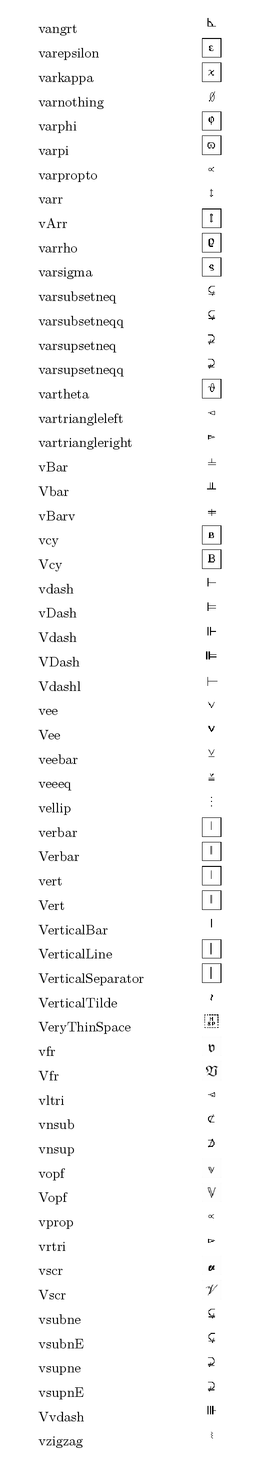 vangrt ⦜
varepsilon ε
varkappa ϰ
varnothing ∅
varphi φ
varpi ϖ
varpropto ∝
varr ↕
vArr ⇕
varrho ϱ
varsigma ς
varsubsetneq ⊊
varsubsetneqq ⫋
varsupsetneq ⊋
varsupsetneqq ⫌
vartheta ϑ
vartriangleleft ⊲
vartriangleright ⊳
vBar ⫨
Vbar ⫫
vBarv ⫩
vcy в
Vcy В
vdash ⊢
vDash ⊨
Vdash ⊩
VDash ⊫
Vdashl ⫦
vee ∨
Vee ⋁
veebar ⊻
veeeq ≚
vellip ⋮
verbar |
Verbar ‖
vert |
Vert ‖
VerticalBar ∣
VerticalLine |
VerticalSeparator ❘
VerticalTilde ≀
VeryThinSpace
vfr 𝔳
Vfr 𝔙
vltri ⊲
vnsub ⊄
vnsup ⊅
vopf 𝕧
Vopf 𝕍
vprop ∝
vrtri ⊳
vscr 𝓋
Vscr 𝒱
vsubne ⊊
vsubnE ⫋
vsupne ⊋
vsupnE ⫌
Vvdash ⊪
vzigzag ⦚